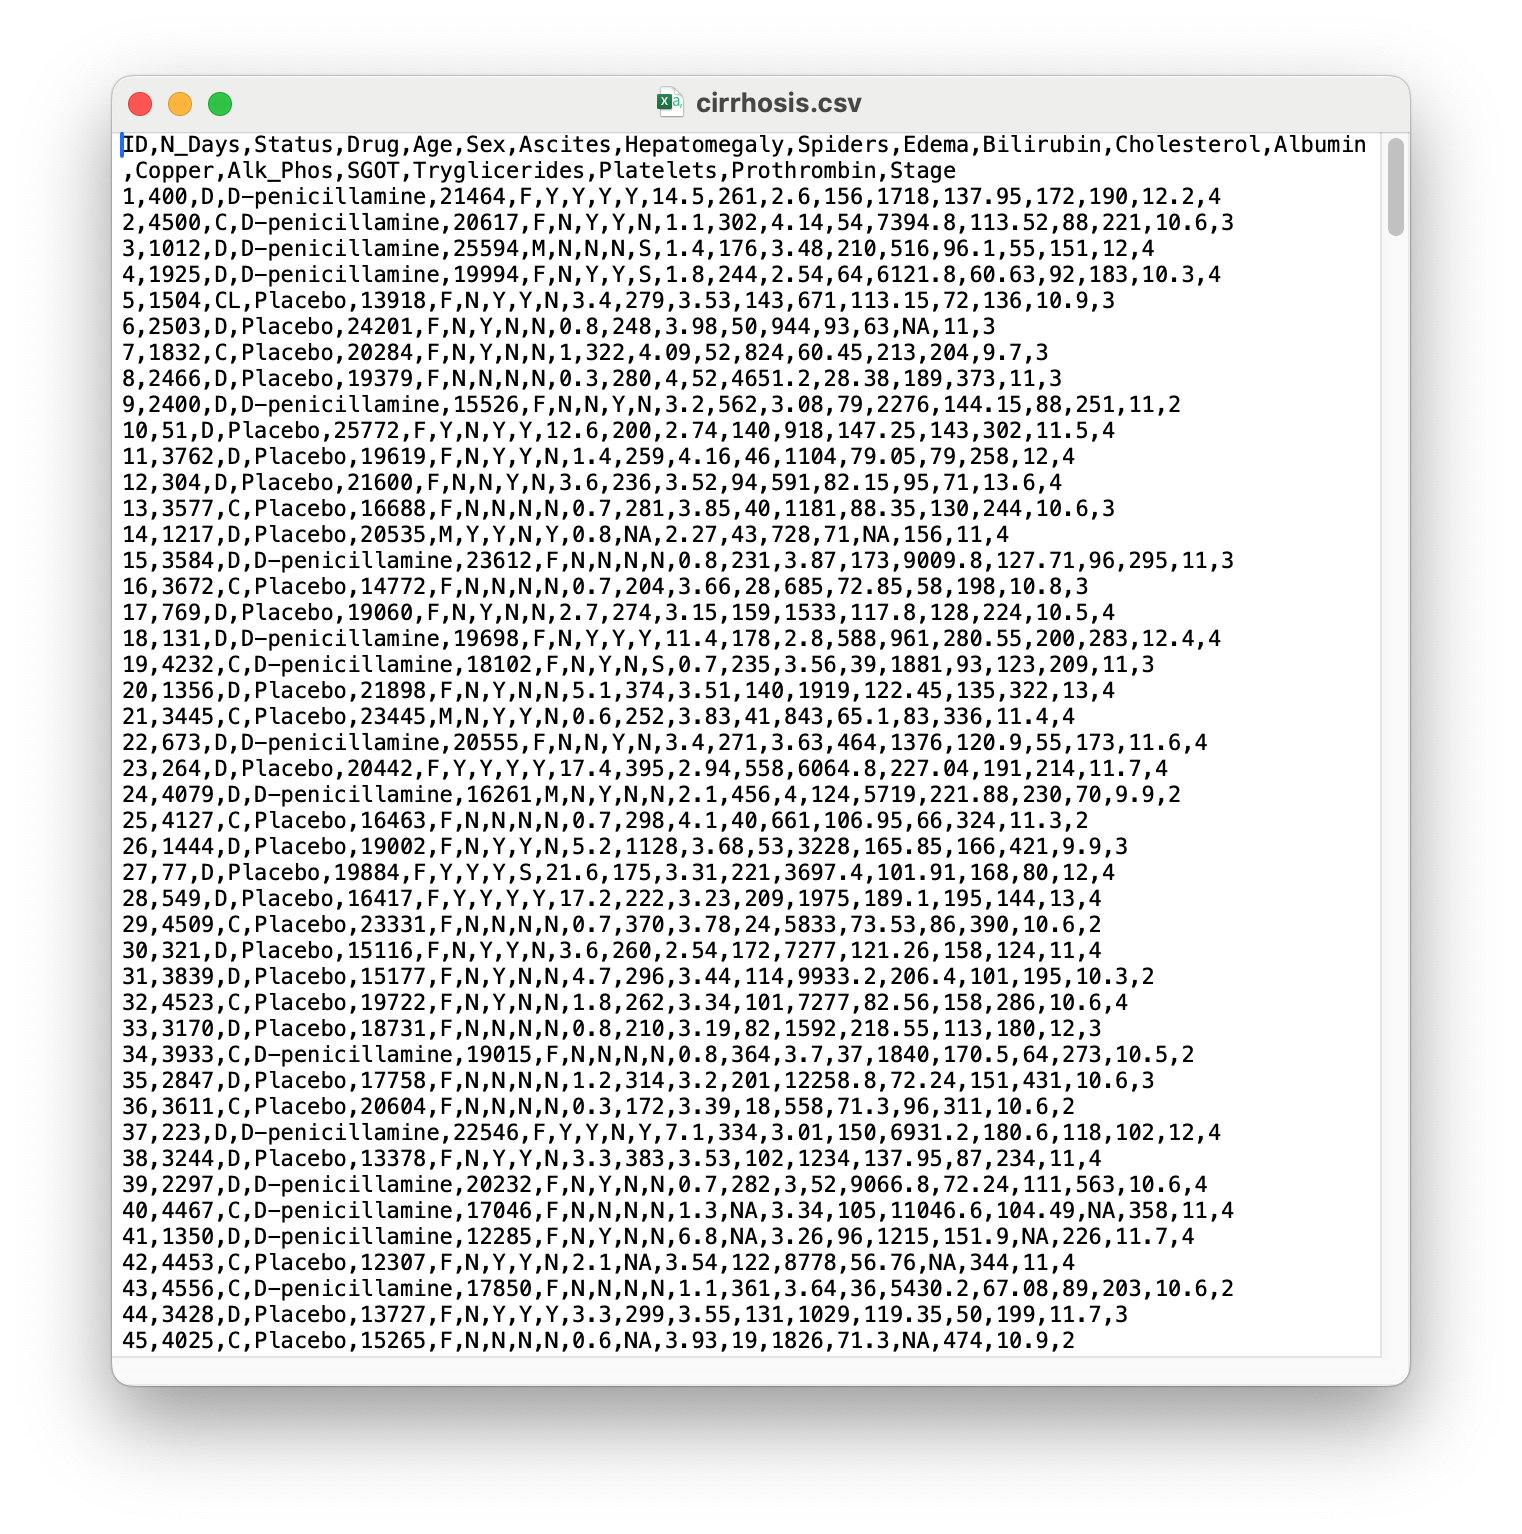 cirrhosis.csv
ID,N_Days,Status,Drug,Age,Sex,Ascites,Hepatomegaly,Spiders,Edema,Bilirubin,Cholesterol,Albumin
,Copper,Alk_Phos,SGOT,Tryglicerides,Platelets,Prothrombin,Stage
1,400,D,D-penicillamine,21464,F,Y,Y,Y,Y,14.5,261,2.6,156,1718,137.95,172,190,12.2,4
2,4500,C,D-penicillamine,20617,F,N,Y,Y,N,1.1,302,4.14,54,7394.8,113.52,88,221,10.6,3
3,1012,D,D-penicillamine,25594,M,N,N,N,S,1.4,176,3.48,210,516,96.1,55,151,12,4
4,1925,D,D-penicillamine,19994,F,N,Y,Y,S,1.8,244,2.54,64,6121.8,60.63,92,183,10.3,4
5,1504,CL,Placebo,13918,F,N,Y,Y,N,3.4,279,3.53,143,671,113.15,72,136,10.9,3
6,2503,D,Placebo,24201,F,N,Y,N,N,0.8,248,3.98,50,944,93,63,NA,11,3
7,1832,C,Placebo,20284,F,N,Y,N,N,1,322,4.09,52,824,60.45,213,204,9.7,3
8,2466,D,Placebo,19379,F,N,N,N,N,0.3,280,4,52,4651.2,28.38,189,373,11,3
9,2400,D,D-penicillamine,15526,F,N,N,Y,N,3.2,562,3.08,79,2276,144.15,88,251,11,2
10,51,D,Placebo,25772,F,Y,N,Y,Y,12.6,200,2.74,140,918,147.25,143,302,11.5,4
11,3762,D,Placebo,19619,F,N,Y,Y,N,1.4,259,4.16,46,1104,79.05,79,258,12,4
12,304,D,Placebo,21600,F,N,N,Y,N,3.6,236,3.52,94,591,82.15,95,71,13.6,4
13,3577,C,Placebo,16688,F,N,N,N,N,0.7,281,3.85,40,1181,88.35,130,244,10.6,3
14,1217,D,Placebo,20535,M,Y,Y,N,Y,0.8,NA,2.27,43,728,71,NA,156,11,4
15,3584,D,D-penicillamine,23612,F,N,N,N,N,0.8,231,3.87,173,9009.8,127.71,96,295,11,3
16,3672,C,Placebo,14772,F,N,N,N,N,0.7,204,3.66,28,685,72.85,58,198,10.8,3
17,769,D,Placebo,19060,F,N,Y,N,N,2.7,274,3.15,159,1533,117.8,128,224,10.5,4
18,131,D,D-penicillamine,19698,F,N,Y,Y,Y,11.4,178,2.8,588,961,280.55,200,283,12.4,4
19,4232,C,D-penicillamine,18102,F,N,Y,N,S,0.7,235,3.56,39,1881,93,123,209,11,3
20,1356,D,Placebo,21898,F,N,Y,N,N,5.1,374,3.51,140,1919,122.45,135,322,13,4
21,3445,C,Placebo,23445,M,N,Y,Y,N,0.6,252,3.83,41,843,65.1,83,336,11.4,4
22,673,D,D-penicillamine,20555,F,N,N,Y,N,3.4,271,3.63,464,1376,120.9,55,173,11.6,4
23,264,D,Placebo,20442,F,Y,Y,Y,Y,17.4,395,2.94,558,6064.8,227.04,191,214,11.7,4
24,4079,D,D-penicillamine,16261,M,N,Y,N,N,2.1,456,4,124,5719,221.88,230,70,9.9,2
25,4127,C,Placebo,16463,F,N,N,N,N,0.7,298,4.1,40,661,106.95,66,324,11.3,2
26,1444,D,Placebo,19002,F,N,Y,Y,N,5.2,1128,3.68,53,3228,165.85,166,421,9.9,3
27,77,D,Placebo,19884,F,Y,Y,Y,S,21.6,175,3.31,221,3697.4,101.91,168,80,12,4
28,549,D,Placebo,16417,F,Y,Y,Y,Y,17.2,222,3.23,209,1975,189.1,195,144,13,4
29,4509,C,Placebo,23331,F,N,N,N,N,0.7,370,3.78,24,5833,73.53,86,390,10.6,2
30,321,D,Placebo,15116,F,N,Y,Y,N,3.6,260,2.54,172,7277,121.26,158,124,11,4
31,3839,D,Placebo,15177,F,N,Y,N,N,4.7,296,3.44,114,9933.2,206.4,101,195,10.3,2
32,4523,C,Placebo,19722,F,N,Y,N,N,1.8,262,3.34,101,7277,82.56,158,286,10.6,4
33,3170,D,Placebo,18731,F,N,N,N,N,0.8,210,3.19,82,1592,218.55,113,180,12,3
34,3933,C,D-penicillamine,19015,F,N,N,N,N,0.8,364,3.7,37,1840,170.5,64,273,10.5,2
35,2847,D,Placebo,17758,F,N,N,N,N,1.2,314,3.2,201,12258.8,72.24,151,431,10.6,3
36,3611,C,Placebo,20604,F,N,N,N,N,0.3,172,3.39,18,558,71.3,96,311,10.6,2
37,223,D,D-penicillamine,22546,F,Y,Y,N,Y,7.1,334,3.01,150,6931.2,180.6,118,102,12,4
38,3244,D,Placebo,13378,F,N,Y,Y,N,3.3,383,3.53,102,1234,137.95,87,234,11,4
39,2297,D,D-penicillamine,20232,F,N,Y,N,N,0.7,282,3,52,9066.8,72.24,111,563,10.6,4
40,4467,C,D-penicillamine,17046,F,N,N,N,N,1.3,NA,3.34,105,11046.6,104.49,NA,358,11,4
41,1350,D,D-penicillamine,12285,F,N,Y,N,N,6.8,NA,3.26,96,1215,151.9,NA,226,11.7,4
42,4453,C,Placebo,12307,F,N,Y,Y,N,2.1,NA,3.54,122,8778,56.76,NA,344,11,4
43,4556,C,D-penicillamine,17850,F,N,N,N,N,1.1,361,3.64,36,5430.2,67.08,89,203,10.6,2
44,3428,D,Placebo,13727,F,N,Y,Y,Y,3.3,299,3.55,131,1029,119.35,50,199,11.7,3
45,4025,C,Placebo,15265,F,N,N,N,N,0.6,NA,3.93,19,1826,71.3,NA,474,10.9,2